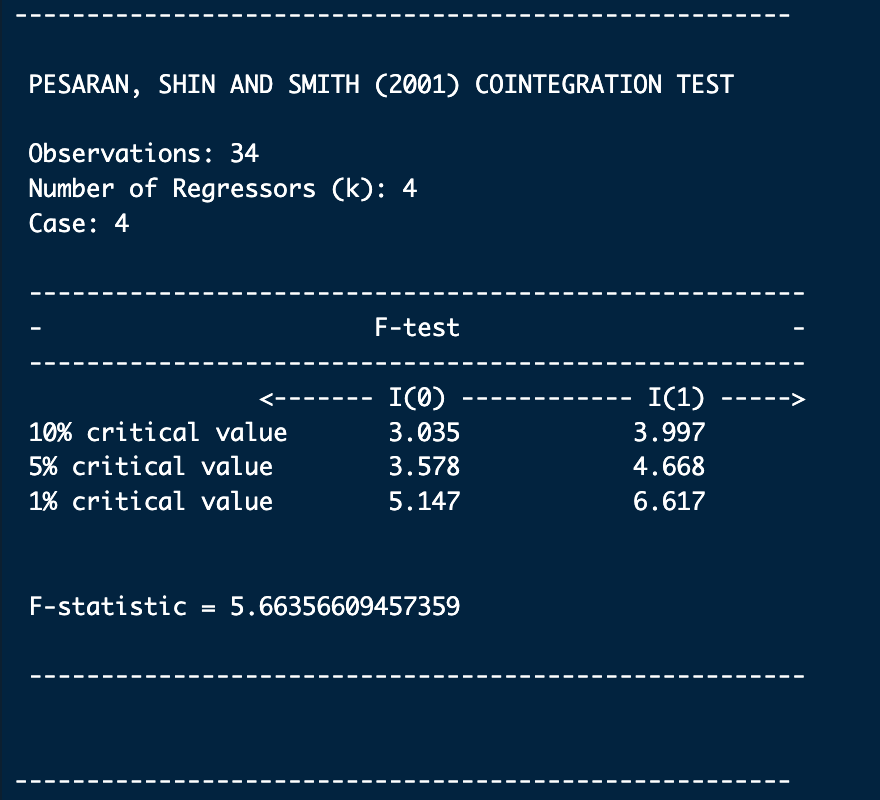 ------------------------------------------------------
PESARAN, SHIN AND SMITH (2001) COINTEGRATION TEST
Observations: 34
Number of Regressors (k): 4
Case: 4
------------------------------------------------------
-                       F-test                       -
------------------------------------------------------
<------- I(0) ------------ I(1) ----->
10% critical value       3.035            3.997
5% critical value        3.578            4.668
1% critical value        5.147            6.617
F-statistic = 5.66356609457359
------------------------------------------------------
------------------------------------------------------